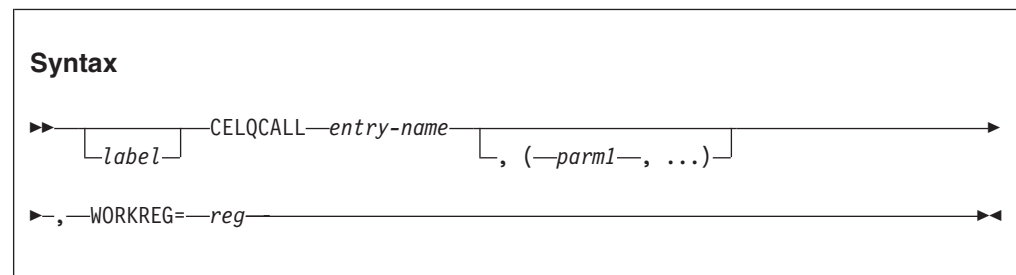 Syntax
CELQCALL entry-name
label , ( parm1 , ...)
, WORKREG= reg